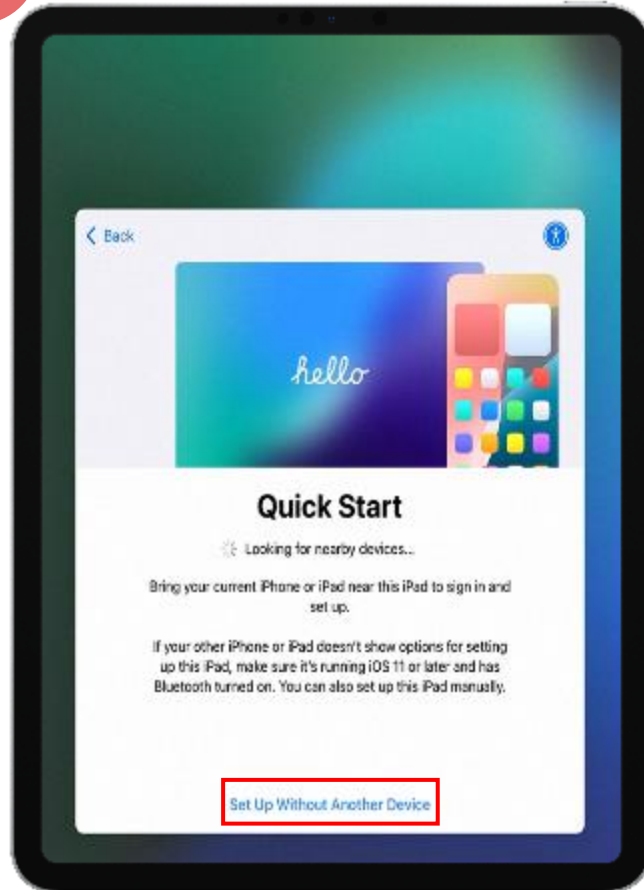 Back
hello
Quick Start
Looking for nearby devices...
Bring your current iPhone or iPad near this iPad to sign in and
set up.
If your other iPhone or iPad doesn't show options for setting
up this iPad, make sure it's running iOS 11 or later and has
Bluetooth turned on. You can also set up this iPad manually.
Set Up Without Another Device